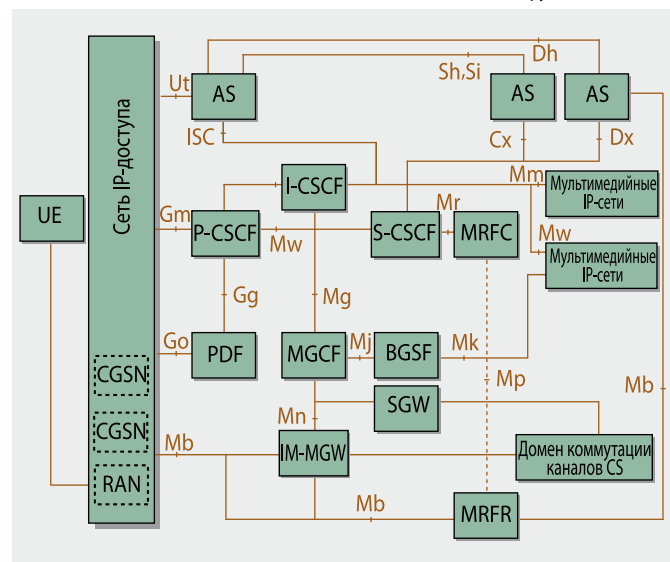 Dh
Sh,Si
Ut
AS
AS
AS
ISC
Cx
Dx
I-CSCF
Mm
Мультимедийные
IP-сети
Сеть IP-доступа
UE
Gm
P-CSCF
Mw
S-CSCF
Mr
MRFC
Mw
Мультимедийные
IP-сети
Gg
Mg
Go
PDF
MGCF
Mj
BGSF
Mk
Mp
Mb
CGSN
SGW
Mn
CGSN
Mb
IM-MGW
Домен коммутации
каналов CS
RAN
Mb
MRFR